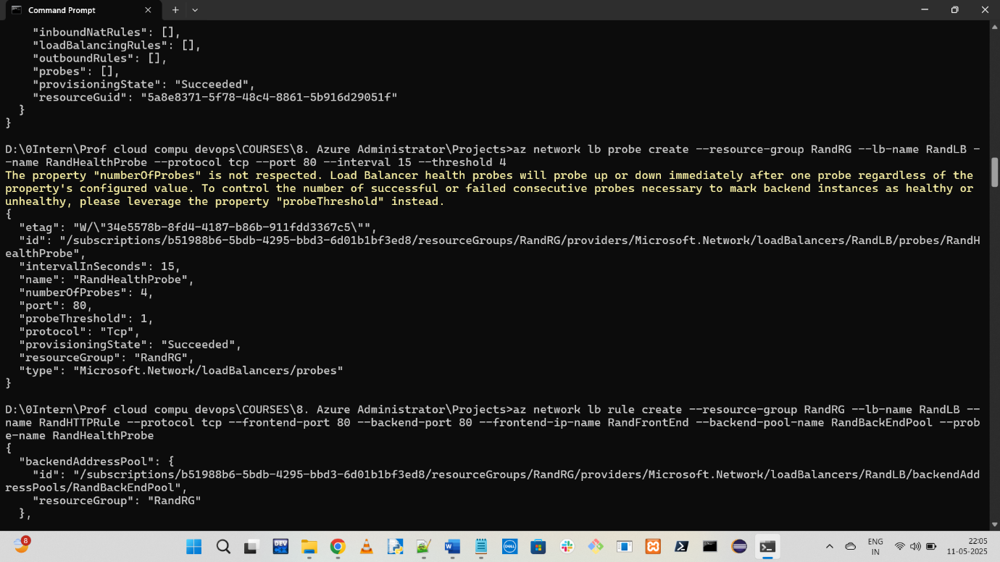 Command Prompt
"inboundNatRules": [],
"loadBalancingRules": [],
"outboundRules": [],
"probes": [],
"provisioningState": "Succeeded",
"resourceGuid": "5a8e8371-5f78-48c4-8861-5b916d29051f"
}
}
D:\0Intern\Prof cloud compu devops\COURSES\8. Azure Administrator\Projects>az network lb probe create --resource-group RandRG --lb-name RandLB -
-name RandHealthProbe --protocol tcp --port 80 --interval 15 --threshold 4
The property "numberOfProbes" is not respected. Load Balancer health probes will probe up or down immediately after one probe regardless of the
property's configured value. To control the number of successful or failed consecutive probes necessary to mark backend instances as healthy or
unhealthy, please leverage the property "probeThreshold" instead.
{
"etag": "W/\"34e5578b-8fd4-4187-b86b-911fdd3367c5\"",
"id": "/subscriptions/b51988b6-5bdb-4295-bbd3-6d01b1bf3ed8/resourceGroups/RandRG/providers/Microsoft.Network/loadBalancers/RandLB/probes/RandH
ealthProbe",
"intervalInSeconds": 15,
"name": "RandHealthProbe",
"numberOfProbes": 4,
"port": 80,
"probeThreshold": 1,
"protocol": "Tcp",
"provisioningState": "Succeeded",
"resourceGroup": "RandRG",
"type": "Microsoft.Network/loadBalancers/probes"
}
D:\0Intern\Prof cloud compu devops\COURSES\8. Azure Administrator\Projects>az network lb rule create --resource-group RandRG --lb-name RandLB --
name RandHTTPRule --protocol tcp --frontend-port 80 --backend-port 80 --frontend-ip-name RandFrontEnd --backend-pool-name RandBackEndPool --prob
e-name RandHealthProbe
{
"backendAddressPool": {
"id": "/subscriptions/b51988b6-5bdb-4295-bbd3-6d01b1bf3ed8/resourceGroups/RandRG/providers/Microsoft.Network/loadBalancers/RandLB/backendAdd
ressPools/RandBackEndPool",
"resourceGroup": "RandRG"
},
8
DEV
DELL
ENG
IN
22:05
11-05-2025